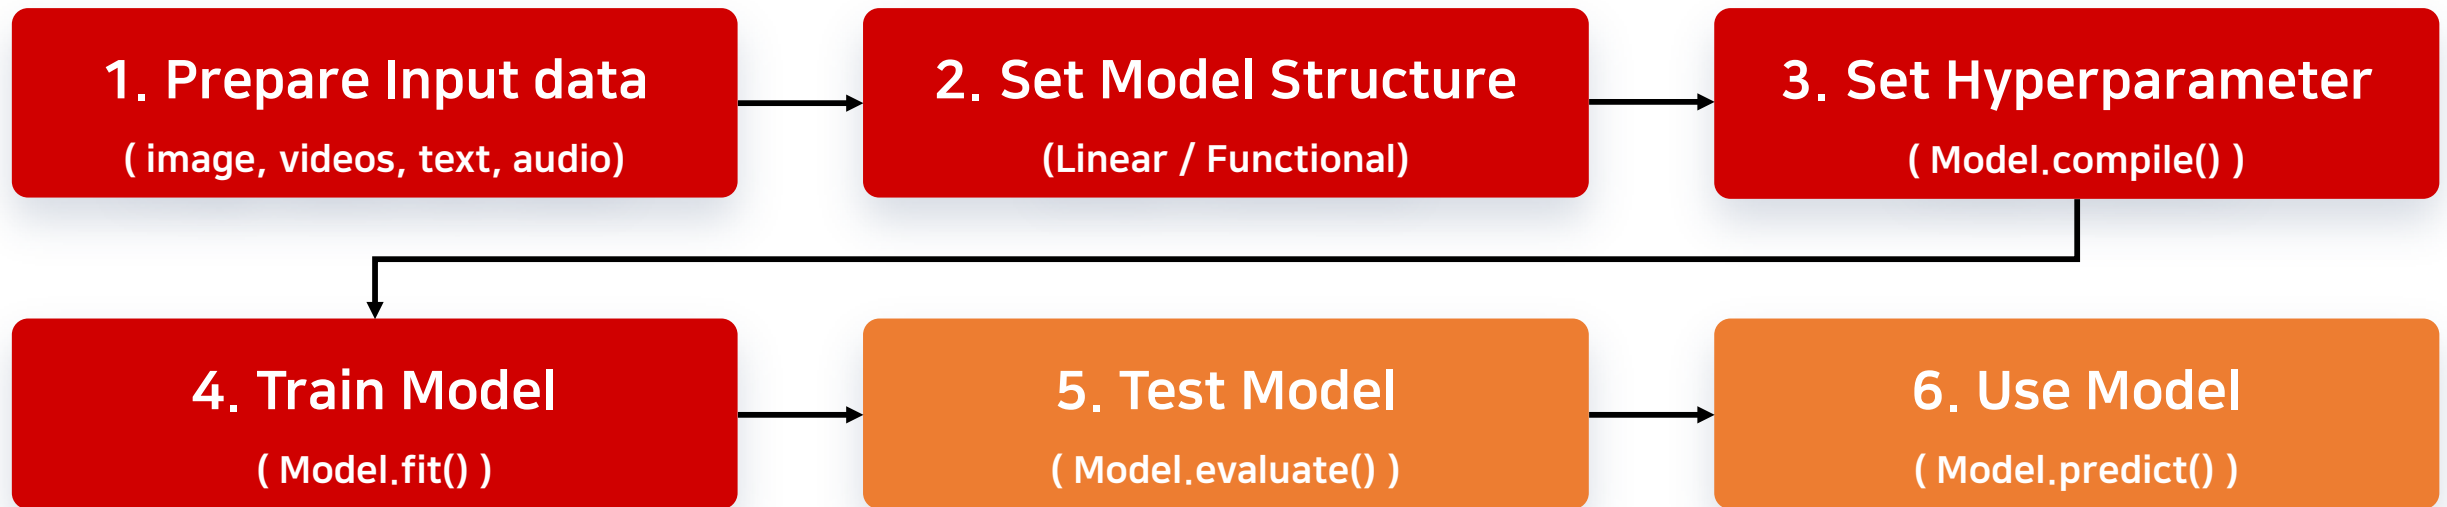 1. Prepare Input data
( image, videos, text, audio)
2. Set Model Structure
(Linear / Functional)
3. Set Hyperparameter
( Model.compile() )
4. Train Model
( Model.fit() )
5. Test Model
( Model.evaluate() )
6. Use Model
( Model.predict() )